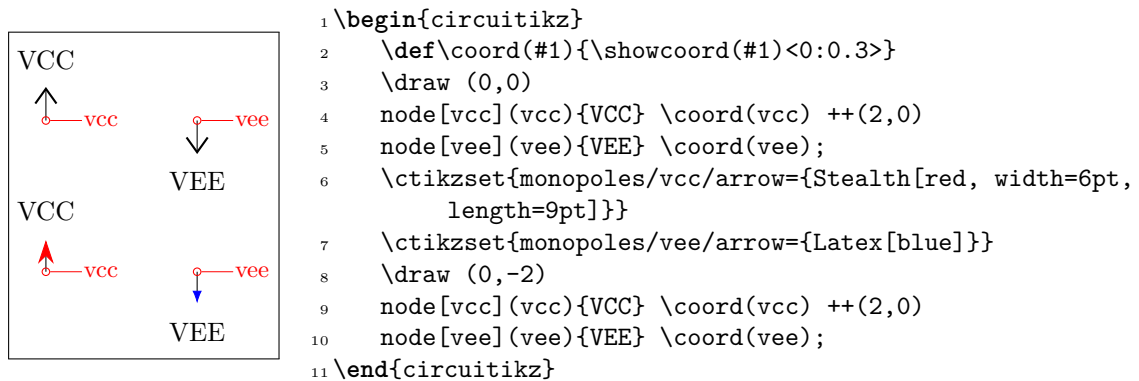 VCC
vcc
vee
VEE
VCC
vcc
vee
VEE
1 \begin{circuitikz}
2 \def\coord(#1){\showcoord(#1)<0:0.3>}
3 \draw (0,0)
4 node[vcc](vcc){VCC} \coord(vcc) ++(2,0)
5 node[vee](vee){VEE} \coord(vee);
6 \ctikzset{monopoles/vcc/arrow={Stealth[red, width=6pt,
length=9pt]}}
7 \ctikzset{monopoles/vee/arrow={Latex[blue]}}
8 \draw (0,-2)
9 node[vcc](vcc){VCC} \coord(vcc) ++(2,0)
10 node[vee](vee){VEE} \coord(vee);
11 \end{circuitikz}